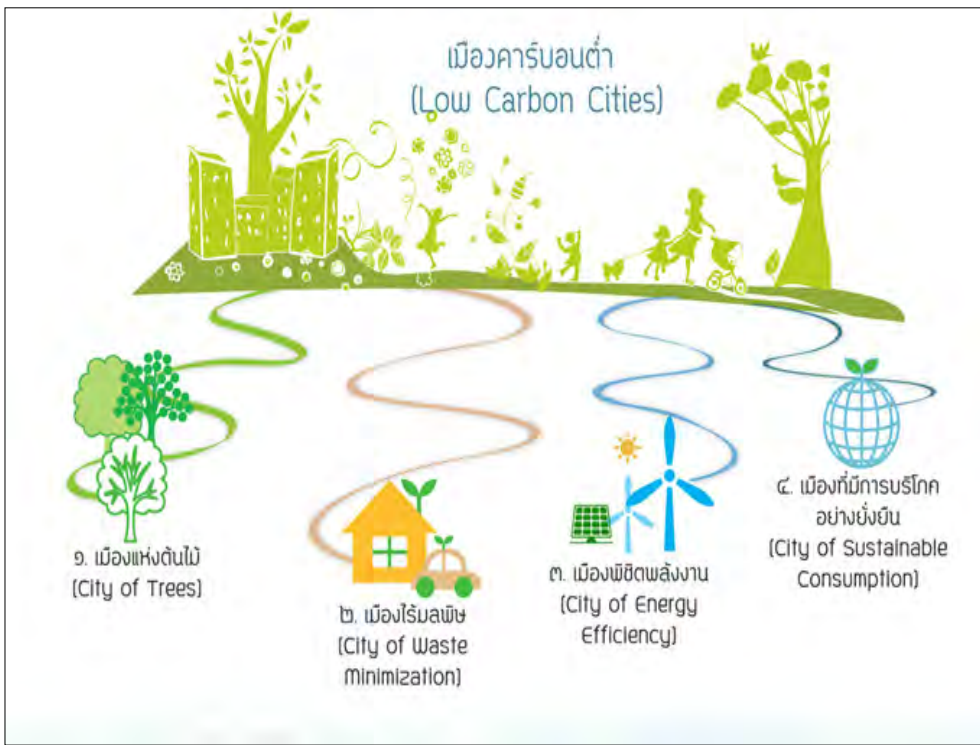 เมืองคาร์บอนต่ำ
(Low Carbon Cities)
๑. เมืองแห่งต้นไม้
(City of Trees)
๒. เมืองไร้มลพิษ
(City of Waste
Minimization)
๓. เมืองพิชิตพลังงาน
(City of Energy
Efficiency)
๔. เมืองที่มีการบริโภค
อย่างยั่งยืน
(City of Sustainable
Consumption)